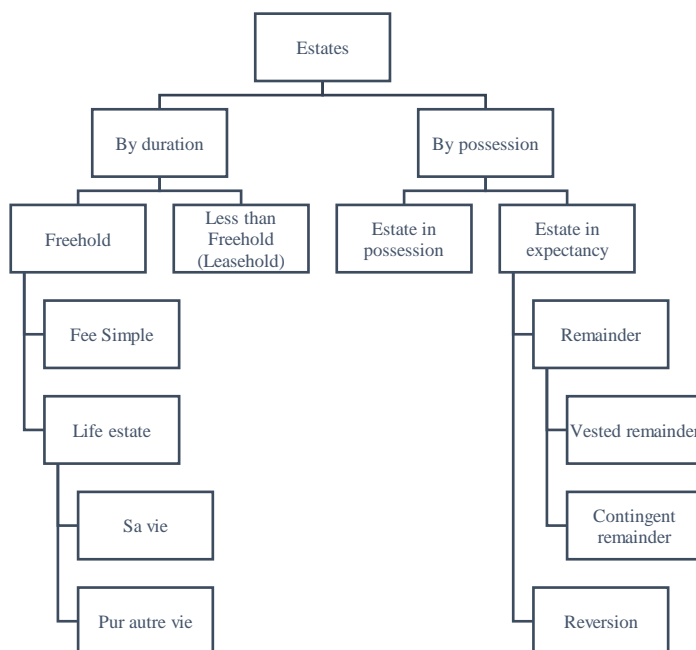 Estates
By duration
By possession
Freehold
Less than
Freehold
(Leasehold)
Estate in
possession
Estate in
expectancy
Fee Simple
Remainder
Life estate
Vested remainder
Sa vie
Contingent
remainder
Pur autre vie
Reversion